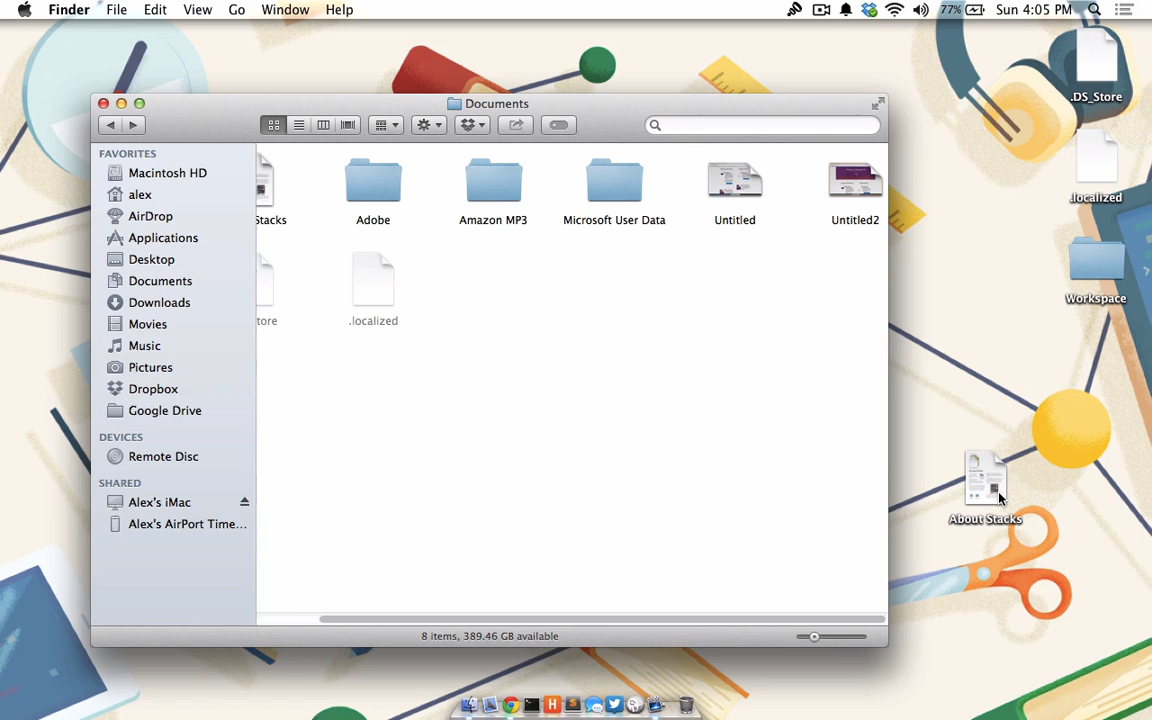 Finder File Edit View Go Window Help 77% Sun 4:05 PM
Documents
.DS_Store
.localized
Workspace
About Stacks
FAVORITES
Macintosh HD
alex
AirDrop
Applications
Desktop
Documents
Downloads
Movies
Music
Pictures
Dropbox
Google Drive
DEVICES
Remote Disc
SHARED
Alex's iMac
Alex's AirPort Time...
Stacks Adobe Amazon MP3 Microsoft User Data Untitled Untitled2
tore .localized
8 items, 389.46 GB available